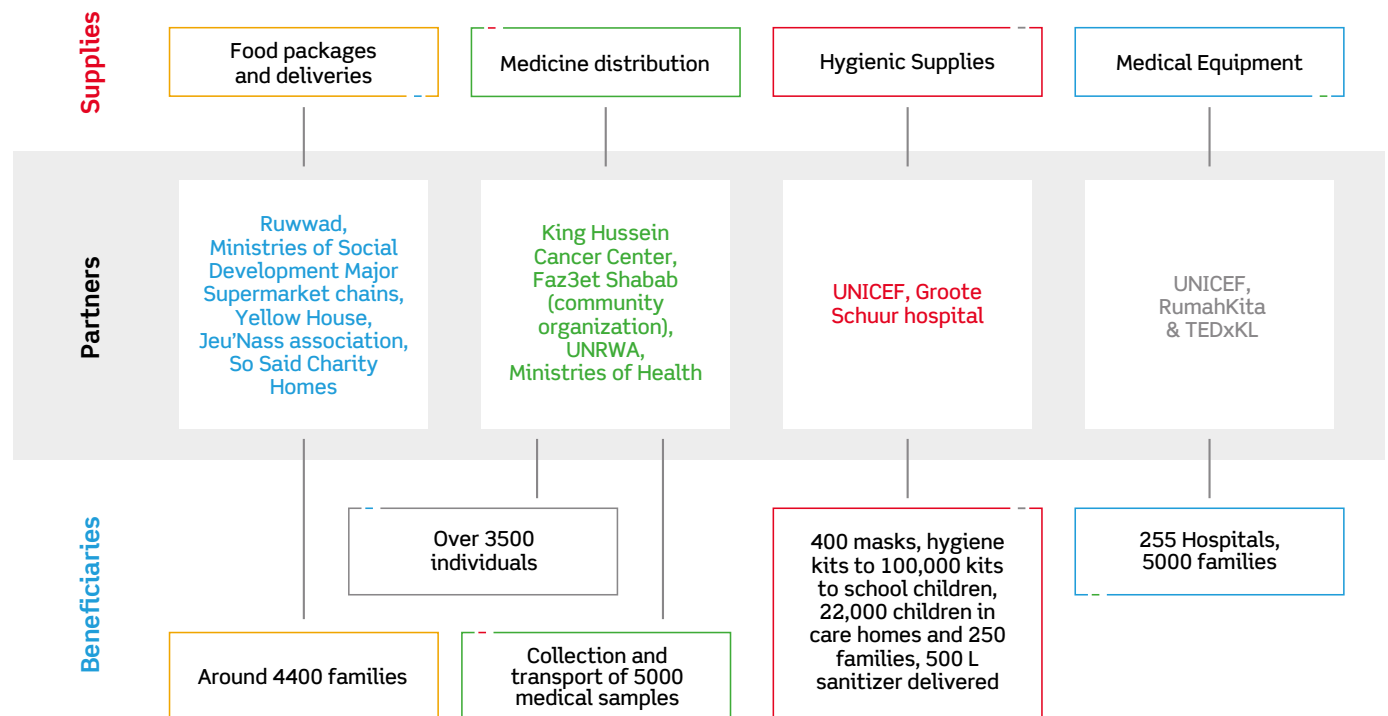 Supplies
Food packages
and deliveries
Medicine distribution
Hygienic Supplies
Medical Equipment
Partners
Ruwwad,
Ministries of Social
Development Major
Supermarket chains,
Yellow House,
Jeu'Nass association,
So Said Charity
Homes
King Hussein
Cancer Center,
Faz3et Shabab
(community
organization),
UNRWA,
Ministries of Health
UNICEF, Groote
Schuur hospital
UNICEF,
RumahKita
& TEDxKL
Beneficiaries
Over 3500
individuals
Around 4400 families
Collection and
transport of 5000
medical samples
400 masks, hygiene
kits to 100,000 kits
to school children,
22,000 children in
care homes and 250
families, 500 L
sanitizer delivered
255 Hospitals,
5000 families